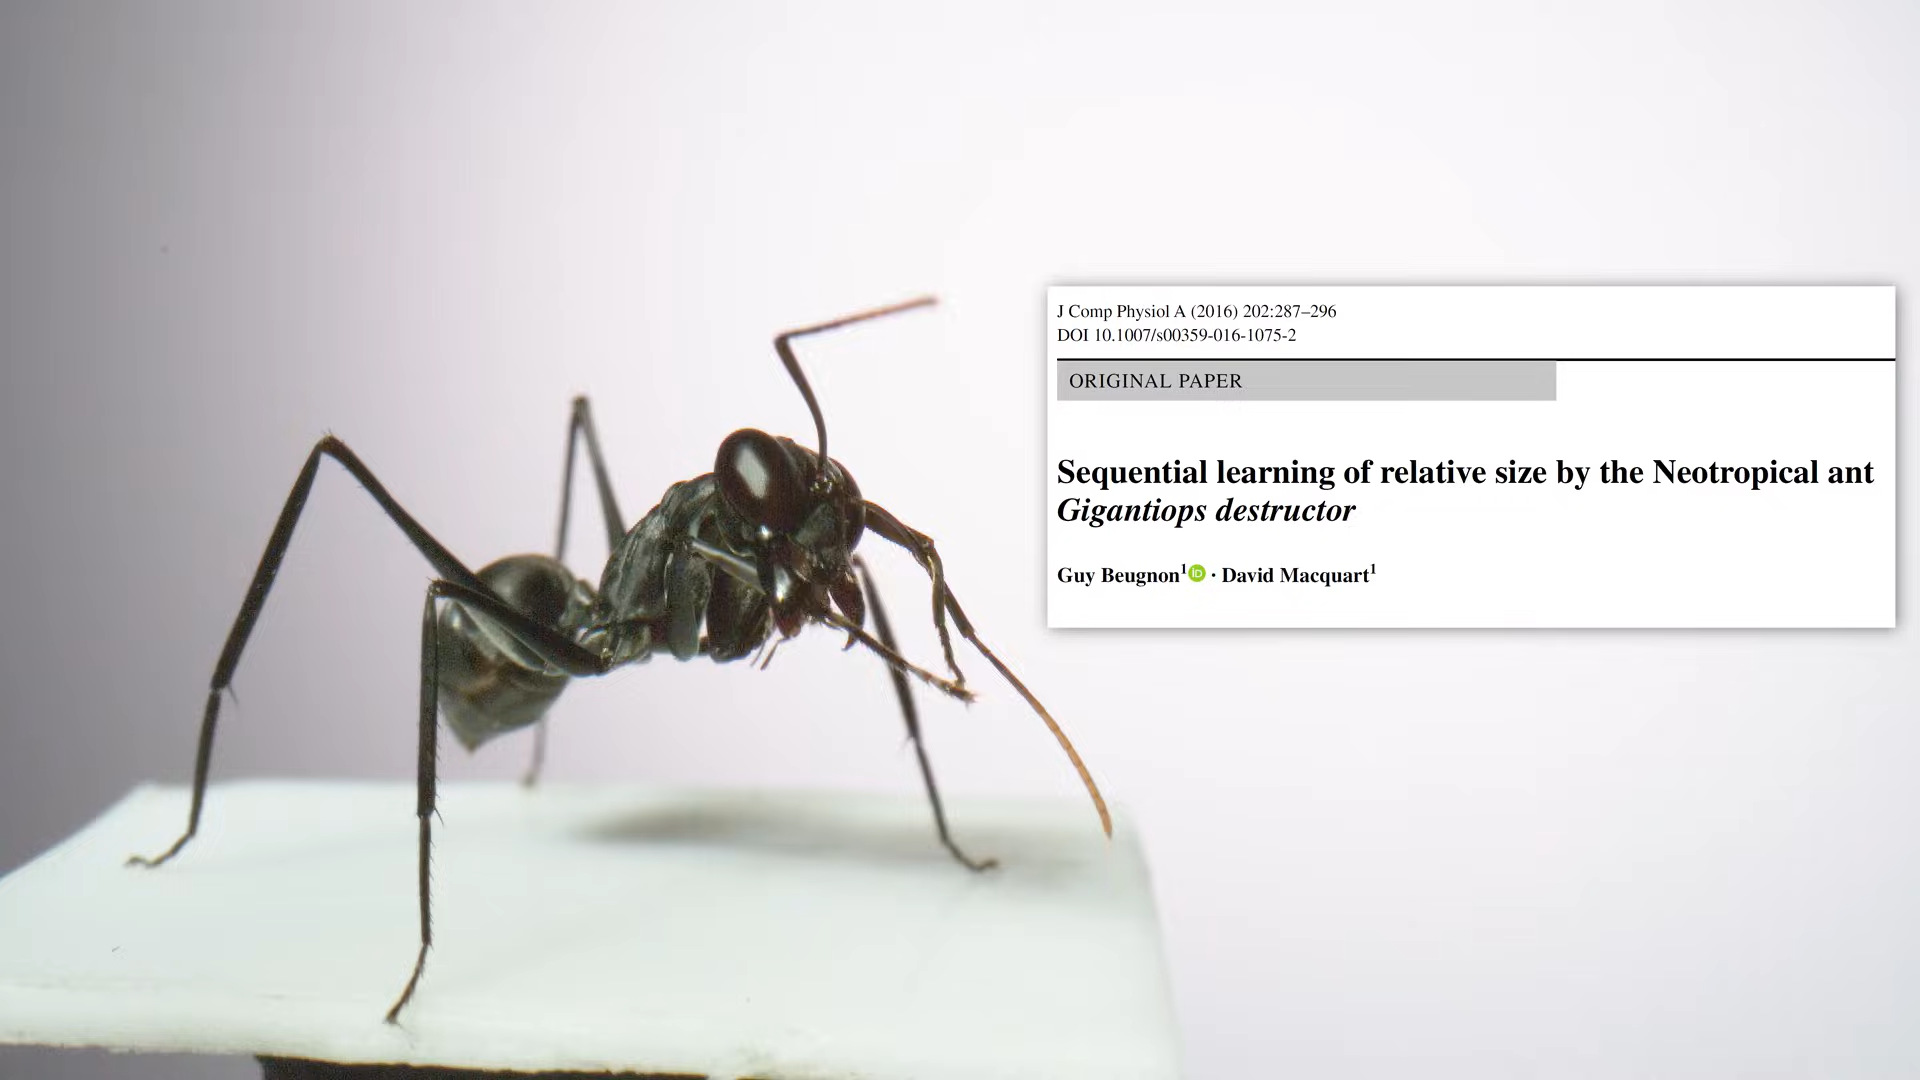 J Comp Physiol A (2016) 202:287–296
DOI 10.1007/s00359-016-1075-2
ORIGINAL PAPER
Sequential learning of relative size by the Neotropical ant
Gigantiops destructor
Guy Beugnon1 iD · David Macquart1